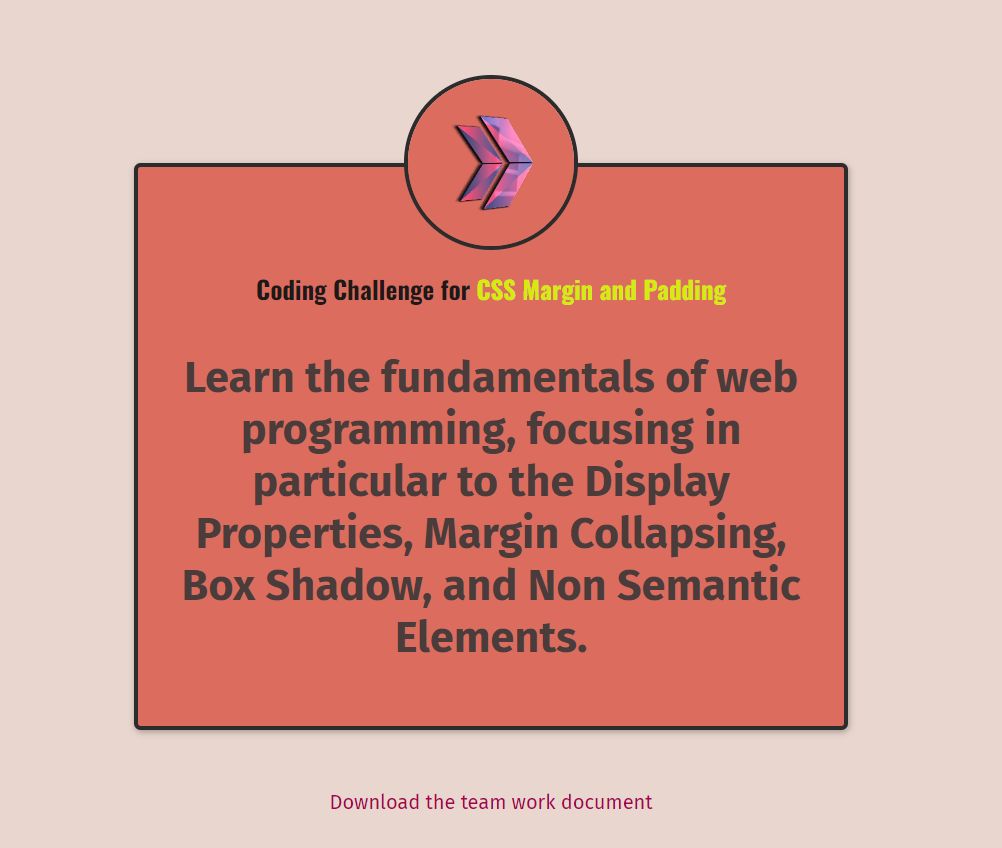 Coding Challenge for CSS Margin and Padding
Learn the fundamentals of web
programming, focusing in
particular to the Display
Properties, Margin Collapsing,
Box Shadow, and Non Semantic
Elements.
Download the team work document